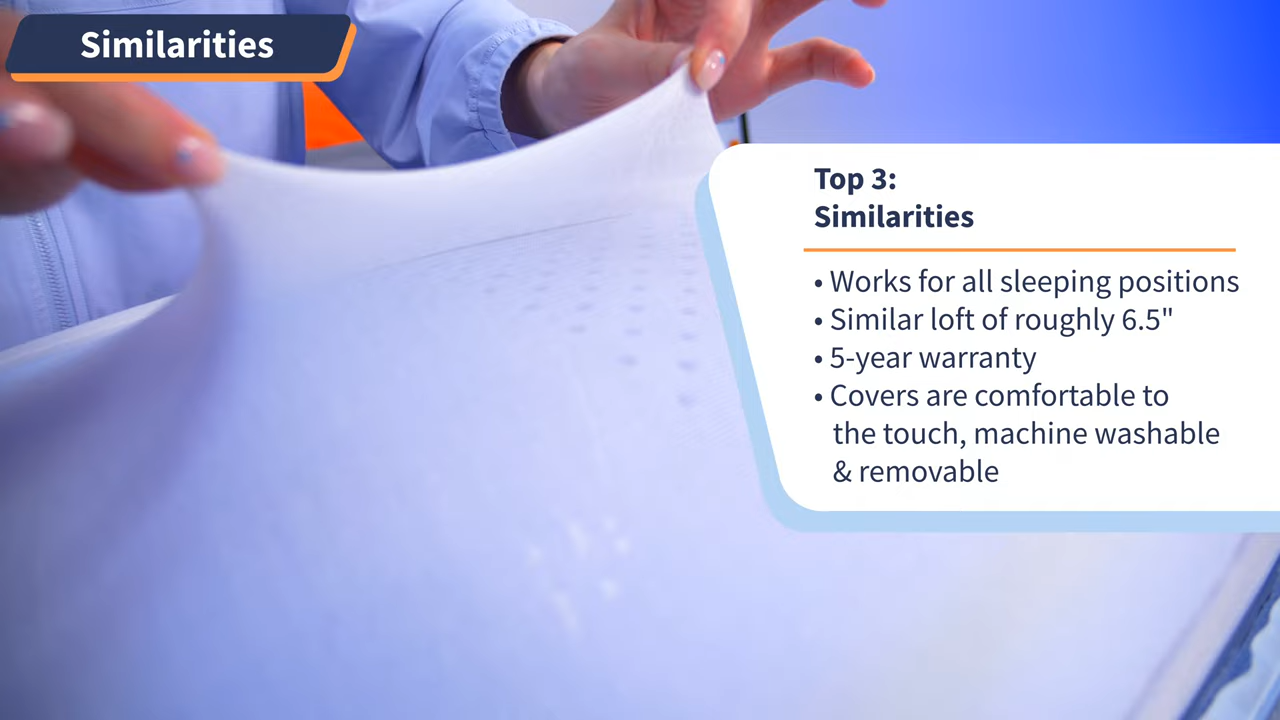 Similarities
Top 3:
Similarities
• Works for all sleeping positions
• Similar loft of roughly 6.5"
• 5-year warranty
• Covers are comfortable to
the touch, machine washable
& removable